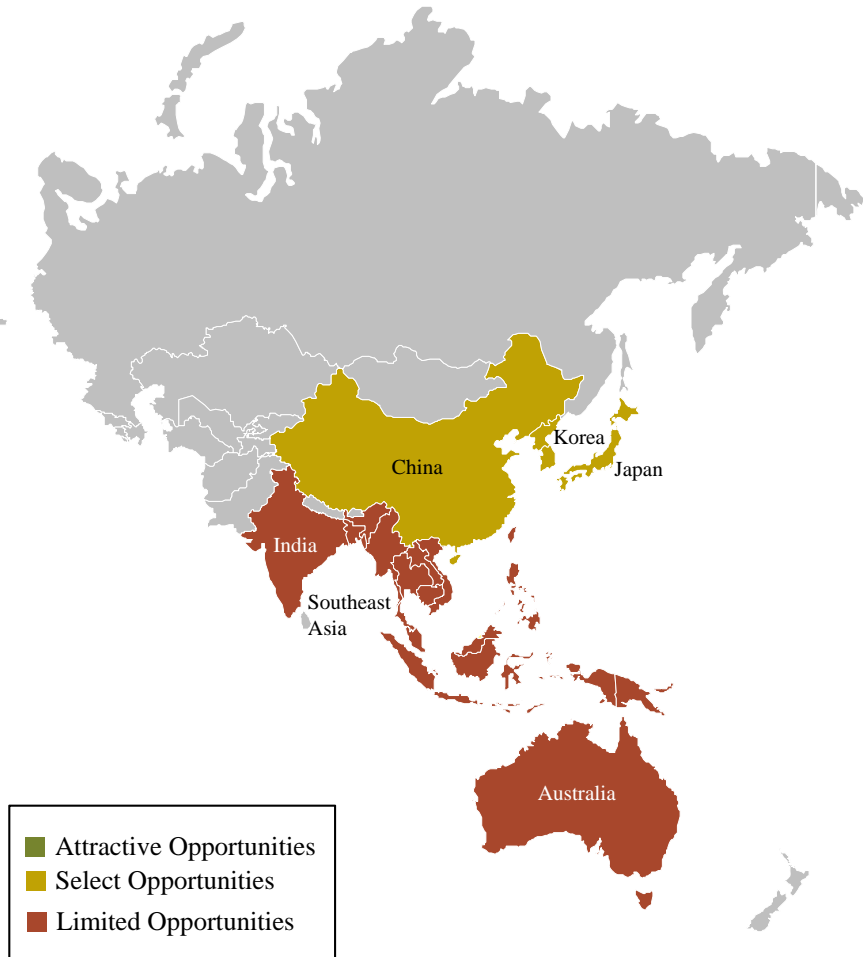 Korea
China
Japan
India
Southeast
Asia
Australia
Attractive Opportunities
Select Opportunities
Limited Opportunities